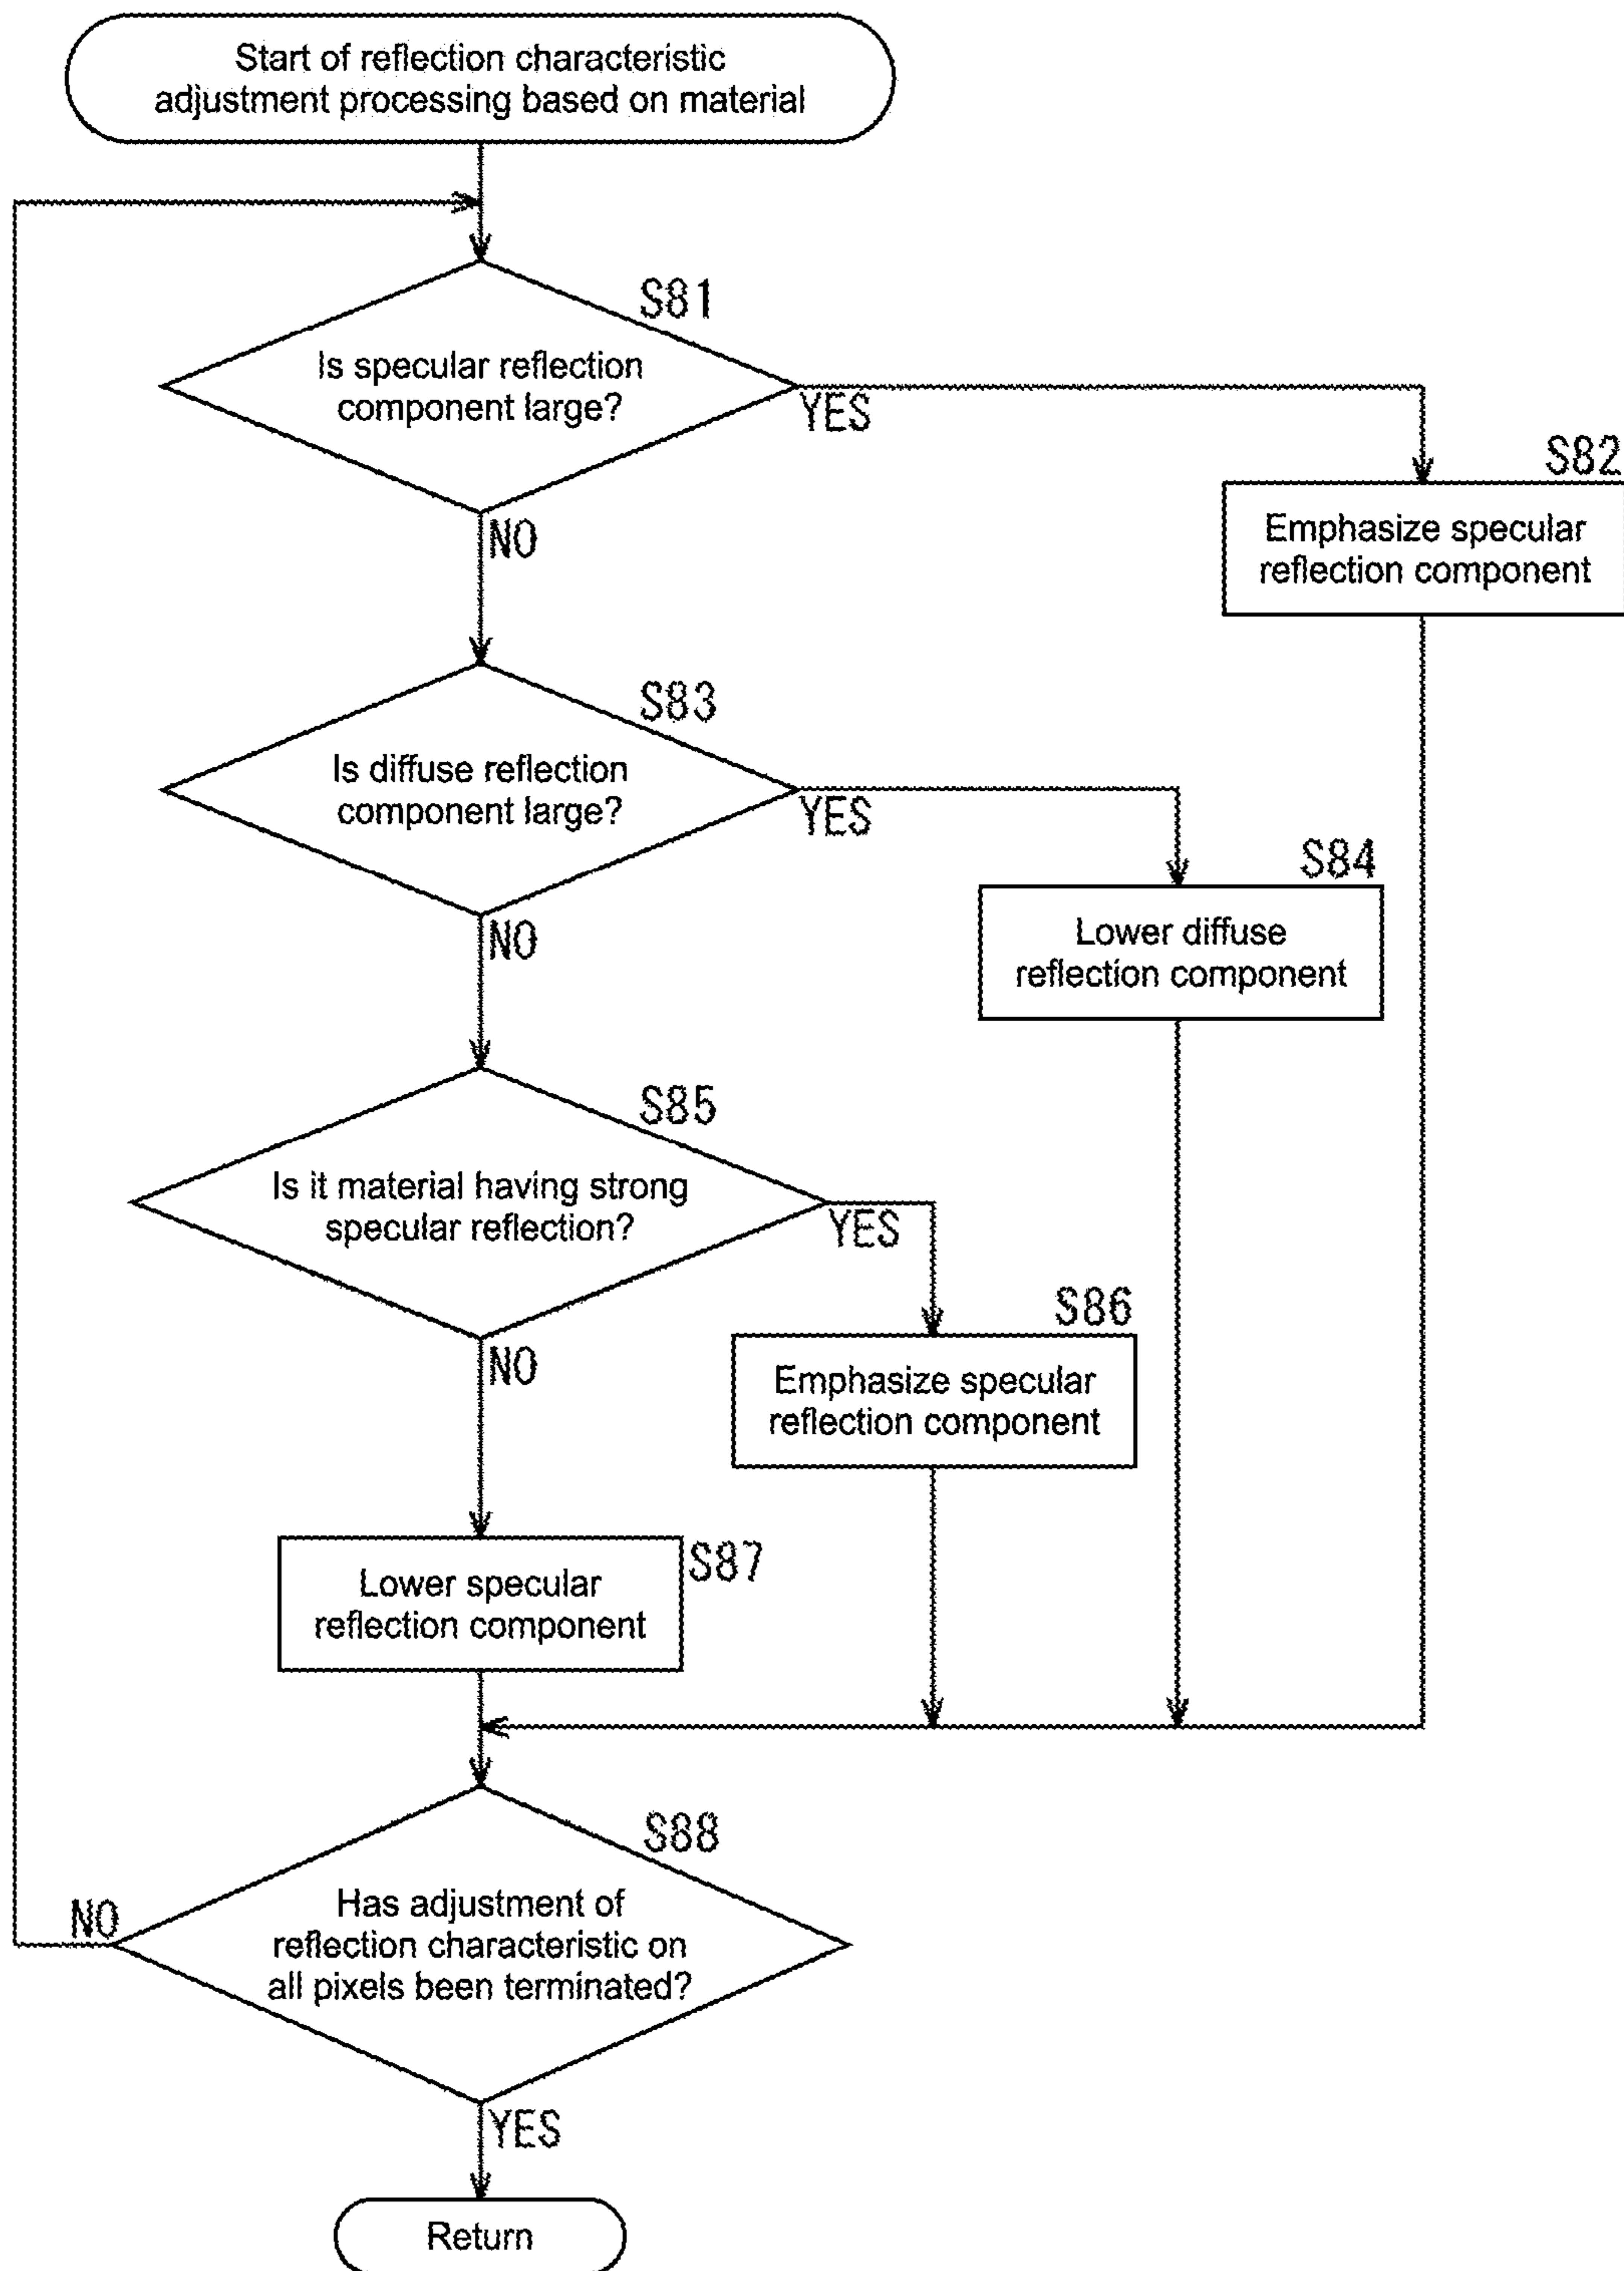 Start of reflection characteristic
adjustment processing based on material
S81
Is specular reflection
component large?
YES
NO
S82
Emphasize specular
reflection component
S83
Is diffuse reflection
component large?
YES
NO
S84
Lower diffuse
reflection component
S85
Is it material having strong
specular reflection?
YES
NO
S86
Emphasize specular
reflection component
S87
Lower specular
reflection component
S88
Has adjustment of
reflection characteristic on
all pixels been terminated?
NO
YES
Return